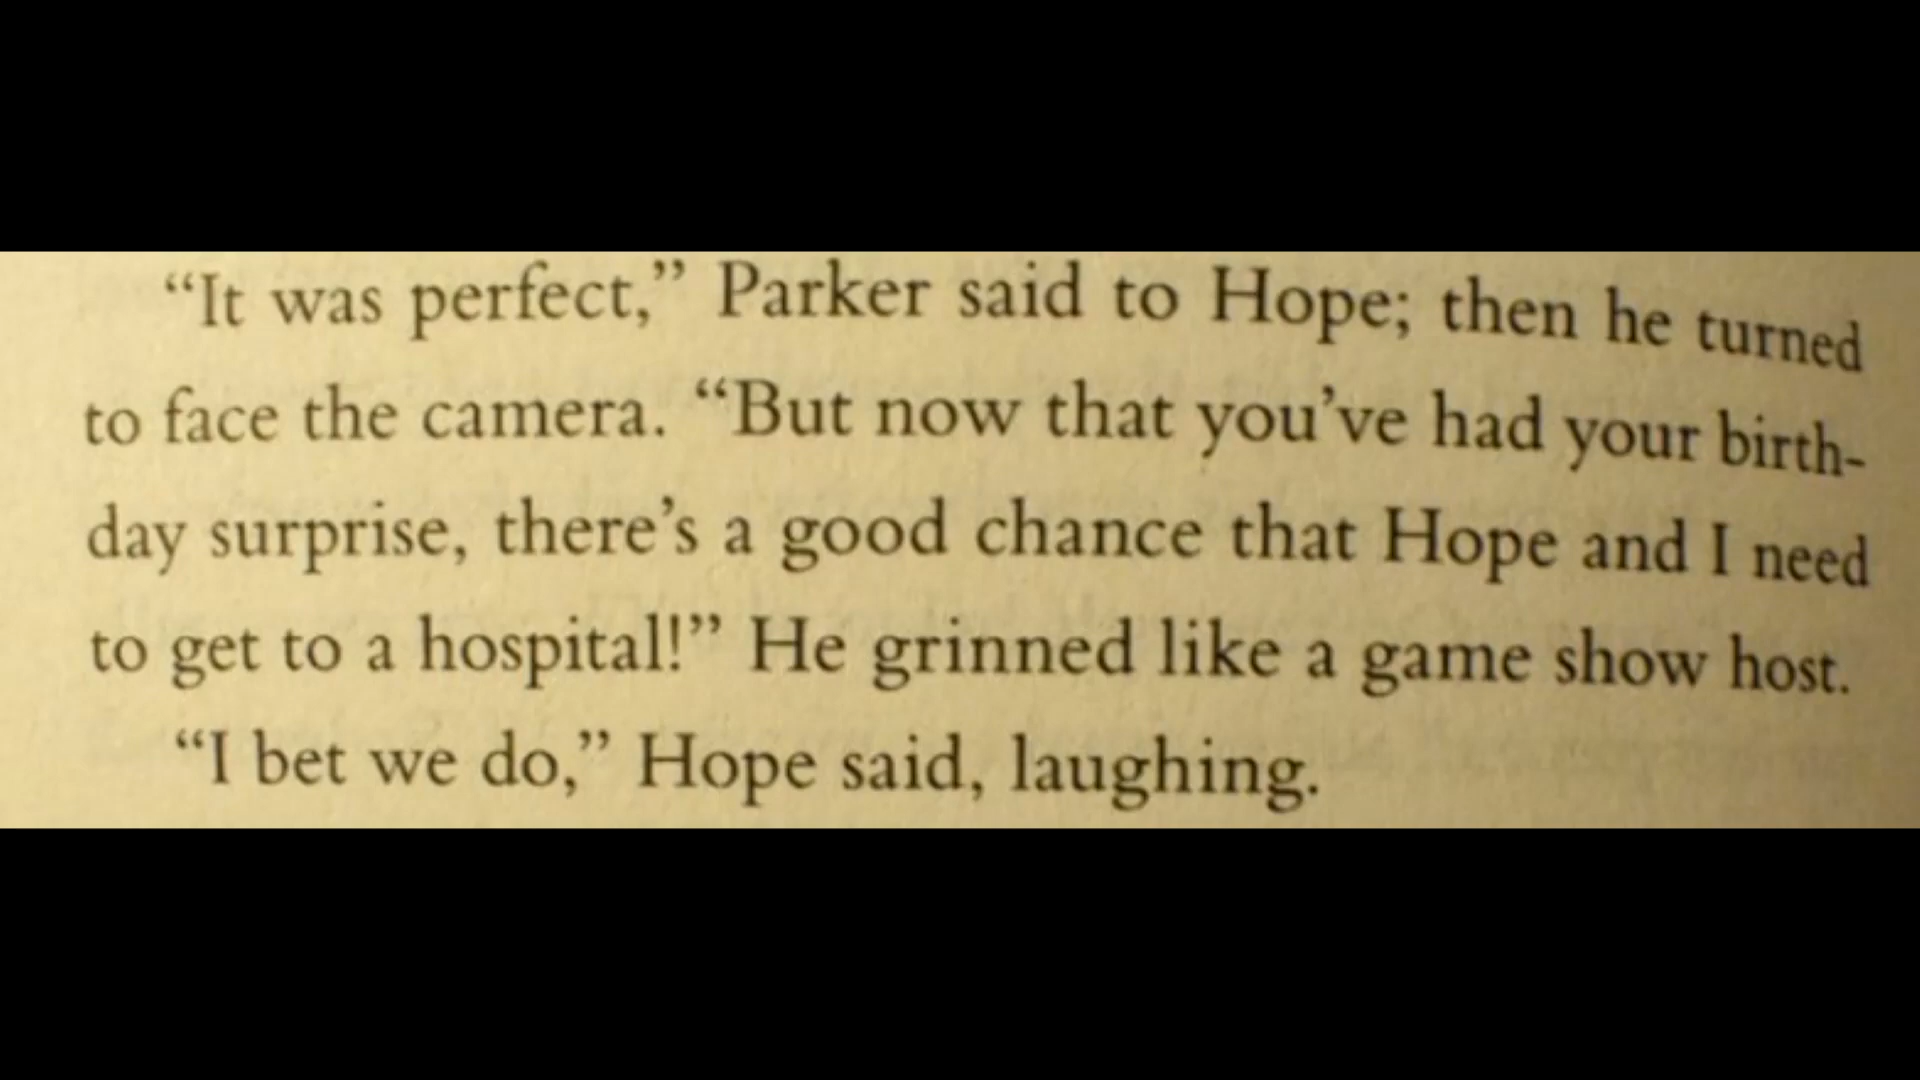 “It was perfect,” Parker said to Hope; then he turned
to face the camera. “But now that you’ve had your birth-
day surprise, there’s a good chance that Hope and I need
to get to a hospital!” He grinned like a game show host.
“I bet we do,” Hope said, laughing.